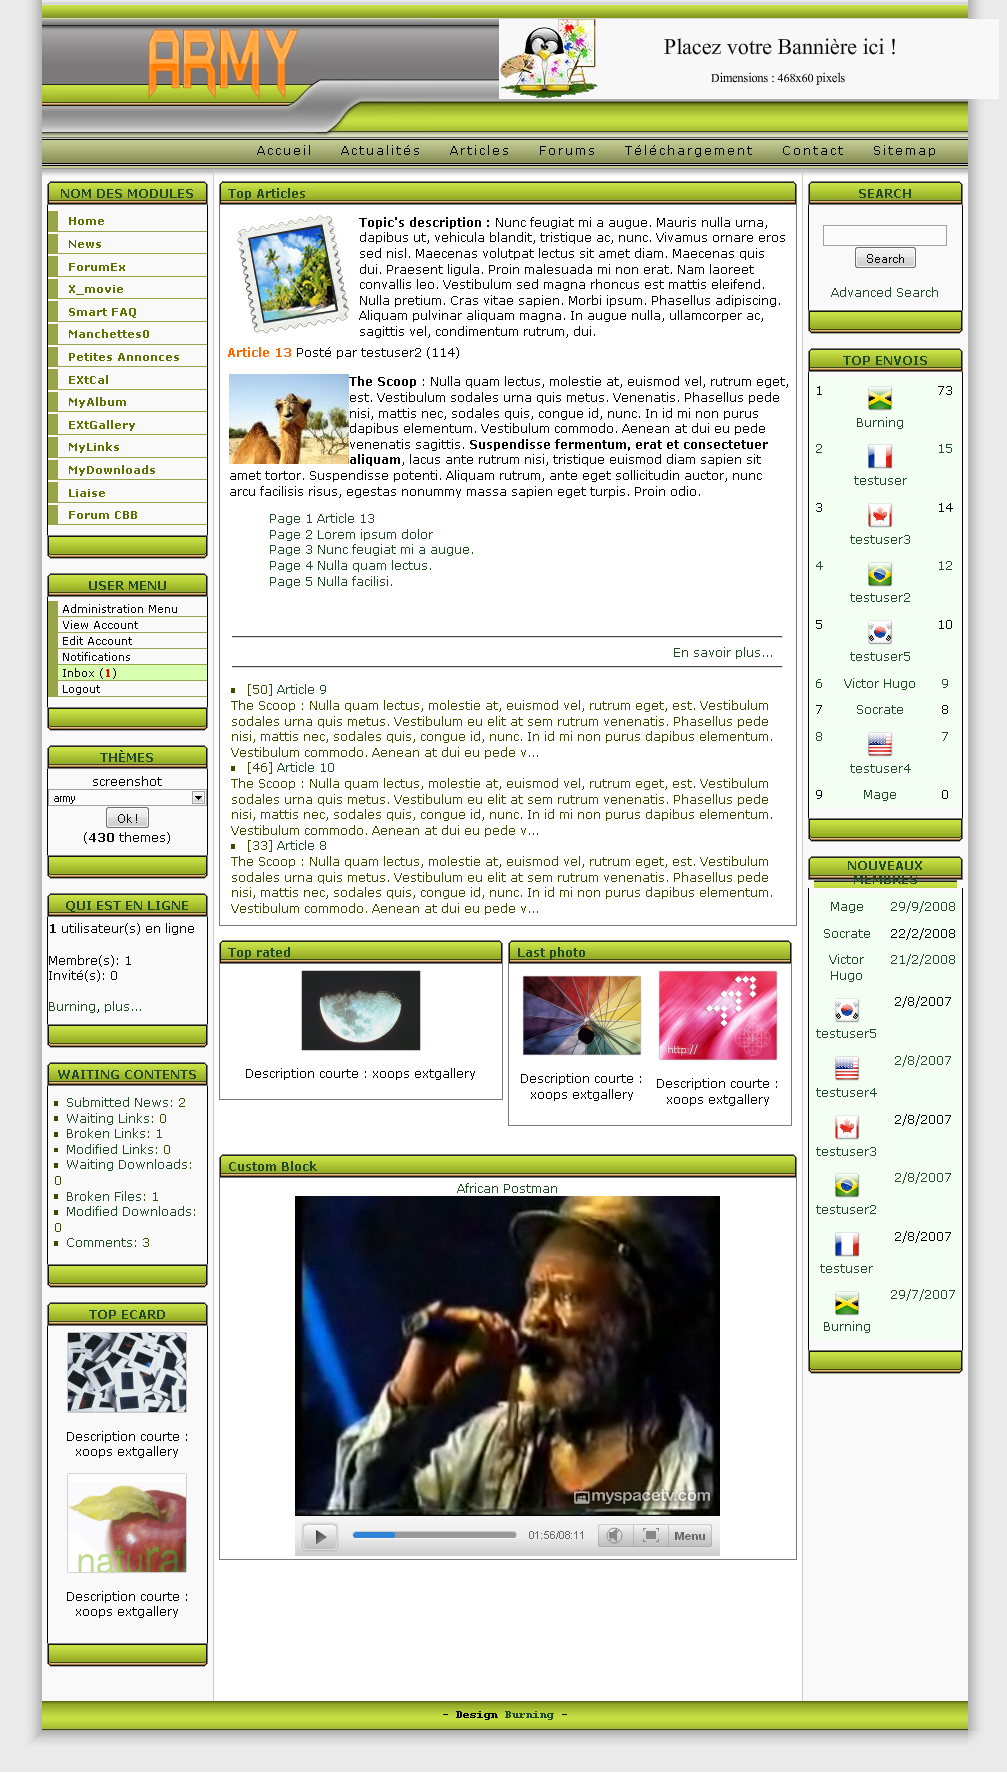 ARMY
Placez votre Bannière ici !
Dimensions : 468x60 pixels
Accueil Actualités Articles Forums Téléchargement Contact Sitemap
NOM DES MODULES
Home
News
ForumEx
X_movie
Smart FAQ
Manchettes0
Petites Annonces
EXtCal
MyAlbum
EXtGallery
MyLinks
MyDownloads
Liaise
Forum CBB
USER MENU
Administration Menu
View Account
Edit Account
Notifications
Inbox (1)
Logout
THÈMES
screenshot
army
Ok !
(430 themes)
QUI EST EN LIGNE
1 utilisateur(s) en ligne
Membre(s): 1
Invité(s): 0
Burning, plus...
WAITING CONTENTS
Submitted News: 2
Waiting Links: 0
Broken Links: 1
Modified Links: 0
Waiting Downloads:
0
Broken Files: 1
Modified Downloads:
0
Comments: 3
TOP ECARD
Description courte :
xoops extgallery
natural
Description courte :
xoops extgallery
Top Articles
Topic's description : Nunc feugiat mi a augue. Mauris nulla urna,
dapibus ut, vehicula blandit, tristique ac, nunc. Vivamus ornare eros
sed nisl. Maecenas volutpat lectus sit amet diam. Maecenas quis
dui. Praesent ligula. Proin malesuada mi non erat. Nam laoreet
convallis leo. Vestibulum sed magna rhoncus est mattis eleifend.
Nulla pretium. Cras vitae sapien. Morbi ipsum. Phasellus adipiscing.
Aliquam pulvinar aliquam magna. In augue nulla, ullamcorper ac,
sagittis vel, condimentum rutrum, dui.
Article 13 Posté par testuser2 (114)
The Scoop : Nulla quam lectus, molestie at, euismod vel, rutrum eget,
est. Vestibulum sodales urna quis metus. Venenatis. Phasellus pede
nisi, mattis nec, sodales quis, congue id, nunc. In id mi non purus
dapibus elementum. Vestibulum commodo. Aenean at dui eu pede
venenatis sagittis. Suspendisse fermentum, erat et consectetuer
aliquam, lacus ante rutrum nisi, tristique euismod diam sapien sit
amet tortor. Suspendisse potenti. Aliquam rutrum, ante eget sollicitudin auctor, nunc
arcu facilisis risus, egestas nonummy massa sapien eget turpis. Proin odio.
Page 1 Article 13
Page 2 Lorem ipsum dolor
Page 3 Nunc feugiat mi a augue.
Page 4 Nulla quam lectus.
Page 5 Nulla facilisi.
En savoir plus...
[50] Article 9
The Scoop : Nulla quam lectus, molestie at, euismod vel, rutrum eget, est. Vestibulum
sodales urna quis metus. Vestibulum eu elit at sem rutrum venenatis. Phasellus pede
nisi, mattis nec, sodales quis, congue id, nunc. In id mi non purus dapibus elementum.
Vestibulum commodo. Aenean at dui eu pede v...
[46] Article 10
The Scoop : Nulla quam lectus, molestie at, euismod vel, rutrum eget, est. Vestibulum
sodales urna quis metus. Vestibulum eu elit at sem rutrum venenatis. Phasellus pede
nisi, mattis nec, sodales quis, congue id, nunc. In id mi non purus dapibus elementum.
Vestibulum commodo. Aenean at dui eu pede v...
[33] Article 8
The Scoop : Nulla quam lectus, molestie at, euismod vel, rutrum eget, est. Vestibulum
sodales urna quis metus. Vestibulum eu elit at sem rutrum venenatis. Phasellus pede
nisi, mattis nec, sodales quis, congue id, nunc. In id mi non purus dapibus elementum.
Vestibulum commodo. Aenean at dui eu pede v...
Top rated
Description courte : xoops extgallery
Last photo
Description courte :
xoops extgallery
http://
Description courte :
xoops extgallery
Custom Block
African Postman
myspacetv.com
01:56/08:11 Menu
SEARCH
Search
Advanced Search
TOP ENVOIS
1 73
Burning
2 15
testuser
3 14
testuser3
4 12
testuser2
5 10
testuser5
6 Victor Hugo 9
7 Socrate 8
8 7
testuser4
9 Mage 0
NOUVEAUX
MEMBRES
Mage 29/9/2008
Socrate 22/2/2008
Victor 21/2/2008
Hugo
2/8/2007
testuser5
2/8/2007
testuser4
2/8/2007
testuser3
2/8/2007
testuser2
2/8/2007
testuser
29/7/2007
Burning
- Design Burning -